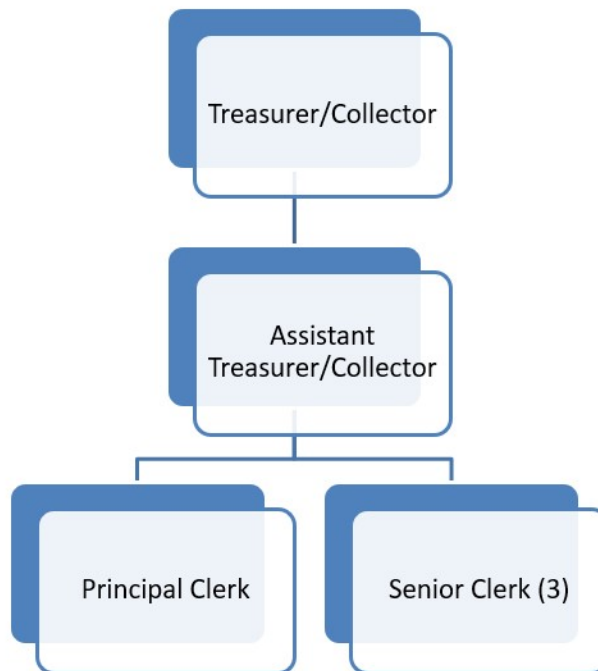 Treasurer/Collector
Assistant
Treasurer/Collector
Principal Clerk
Senior Clerk (3)